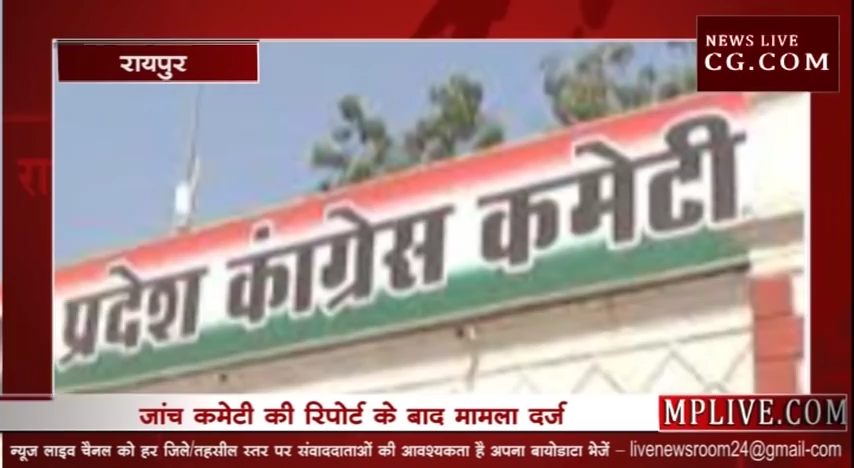 रायपुर
NEWS LIVE
CG.COM
प्रदेश कांग्रेस कमेटी
जांच कमेटी की रिपोर्ट के बाद मामला दर्ज
MPLIVE.COM
न्यूज लाइव चैनल को हर जिले/तहसील स्तर पर संवाददाताओं की आवश्यकता है अपना बायोडाटा भेजें – livenewsroom24@gmail-com